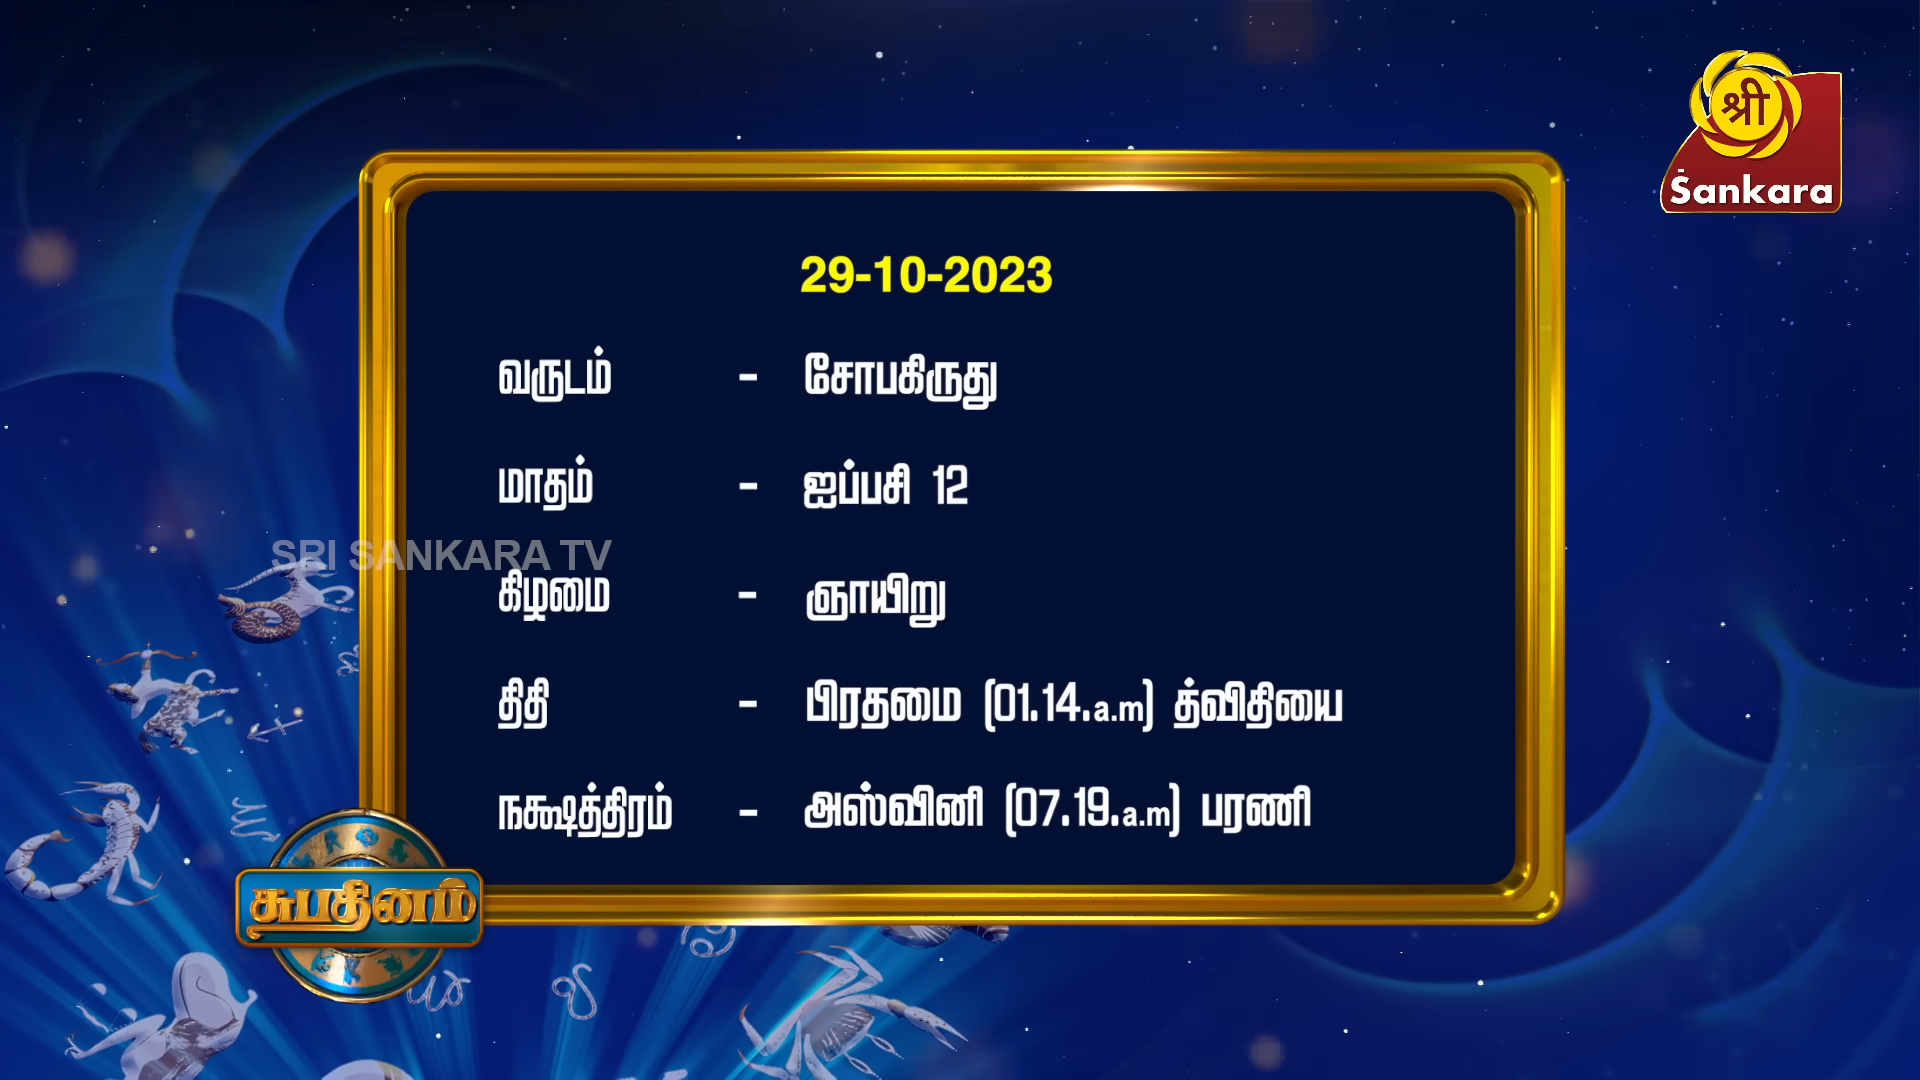 श्री
Sankara
29-10-2023
வருடம் - சோபகிருது
மாதம் - ஐப்பசி 12
SRI SANKARA TV
கிழமை - ஞாயிறு
திதி - பிரதமை (01.14.a.m) த்விதியை
நக்ஷத்திரம் - அஸ்வினி (07.19.a.m) பரணி
சுபதினம்